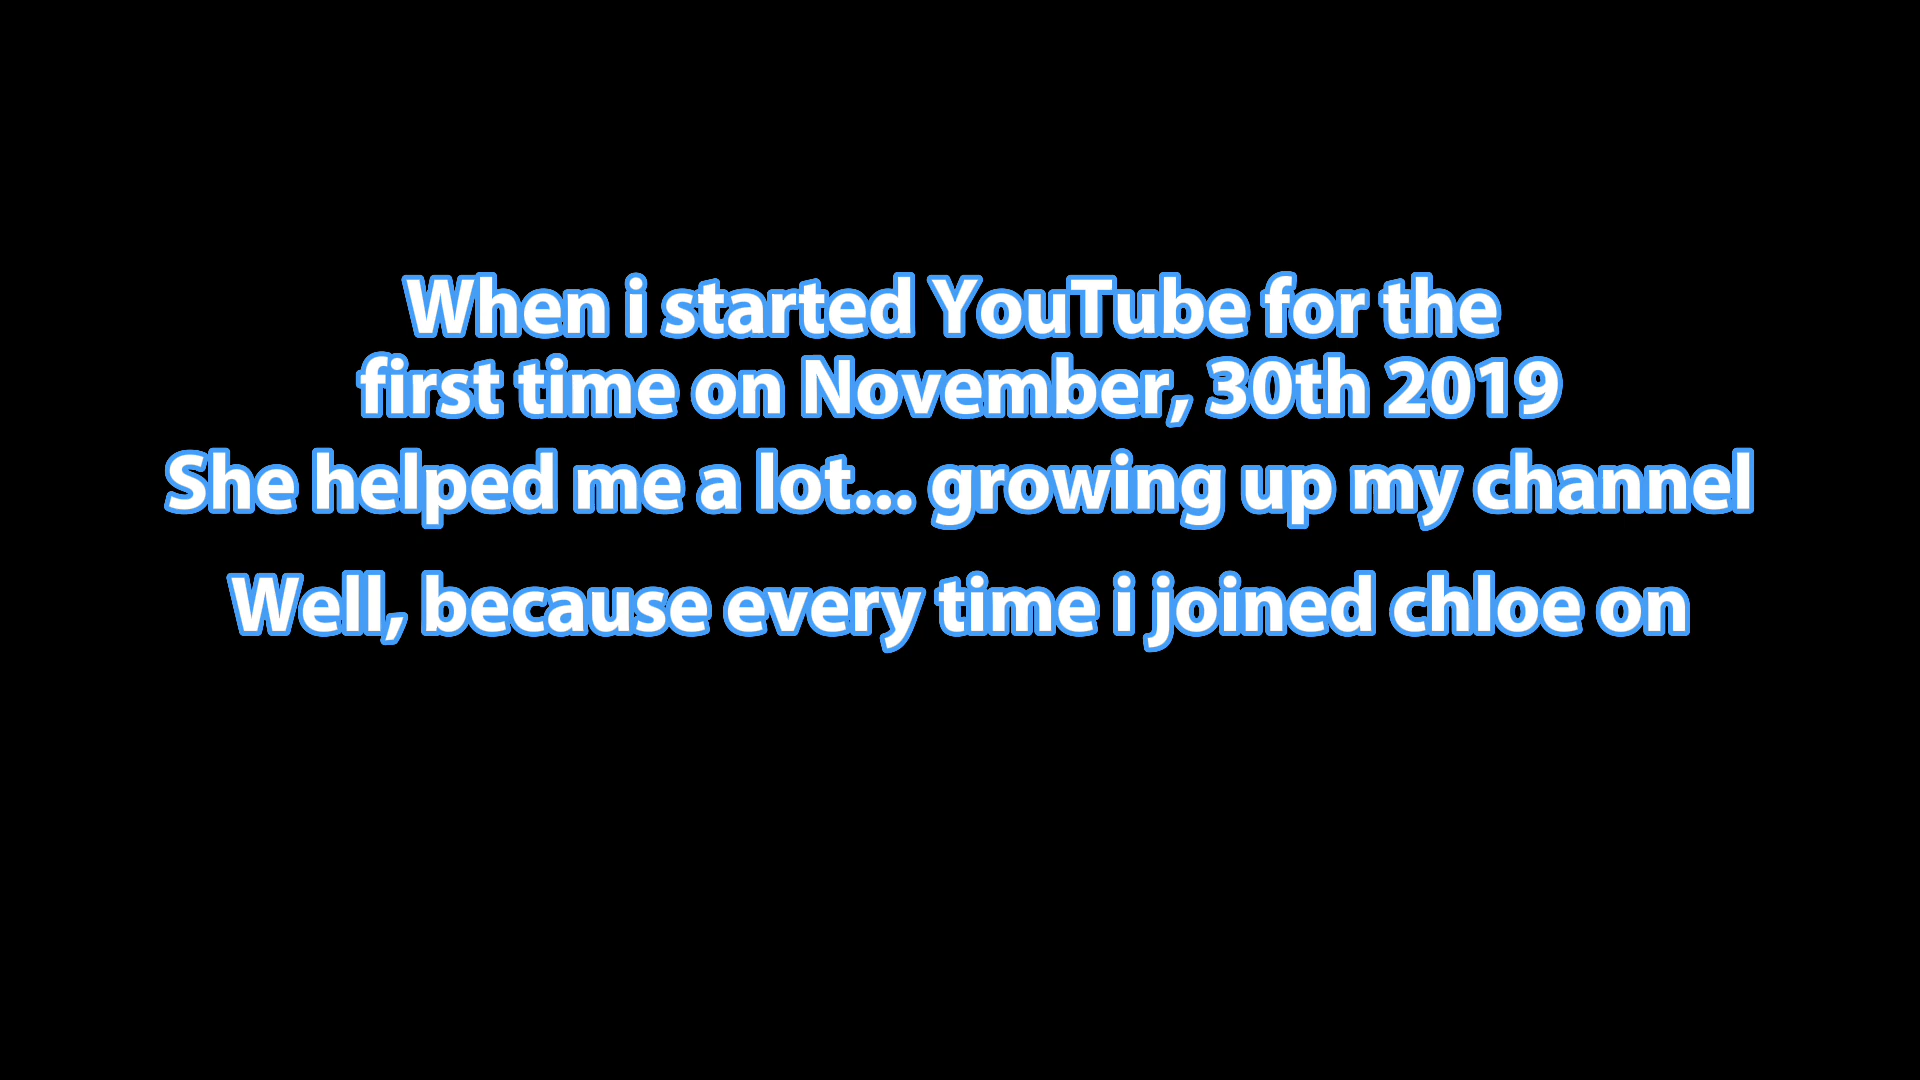 When i started YouTube for the
first time on November, 30th 2019
She helped me a lot... growing up my channel
Well, because every time i joined chloe on